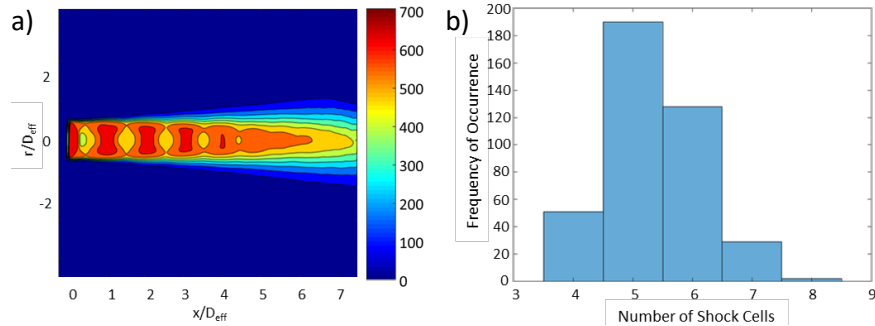 a)
r/D_eff
2
0
-2
0 1 2 3 4 5 6 7
x/D_eff
700
600
500
400
300
200
100
0
b)
Frequency of Occurrence
200
180
160
140
120
100
80
60
40
20
0
3 4 5 6 7 8 9
Number of Shock Cells